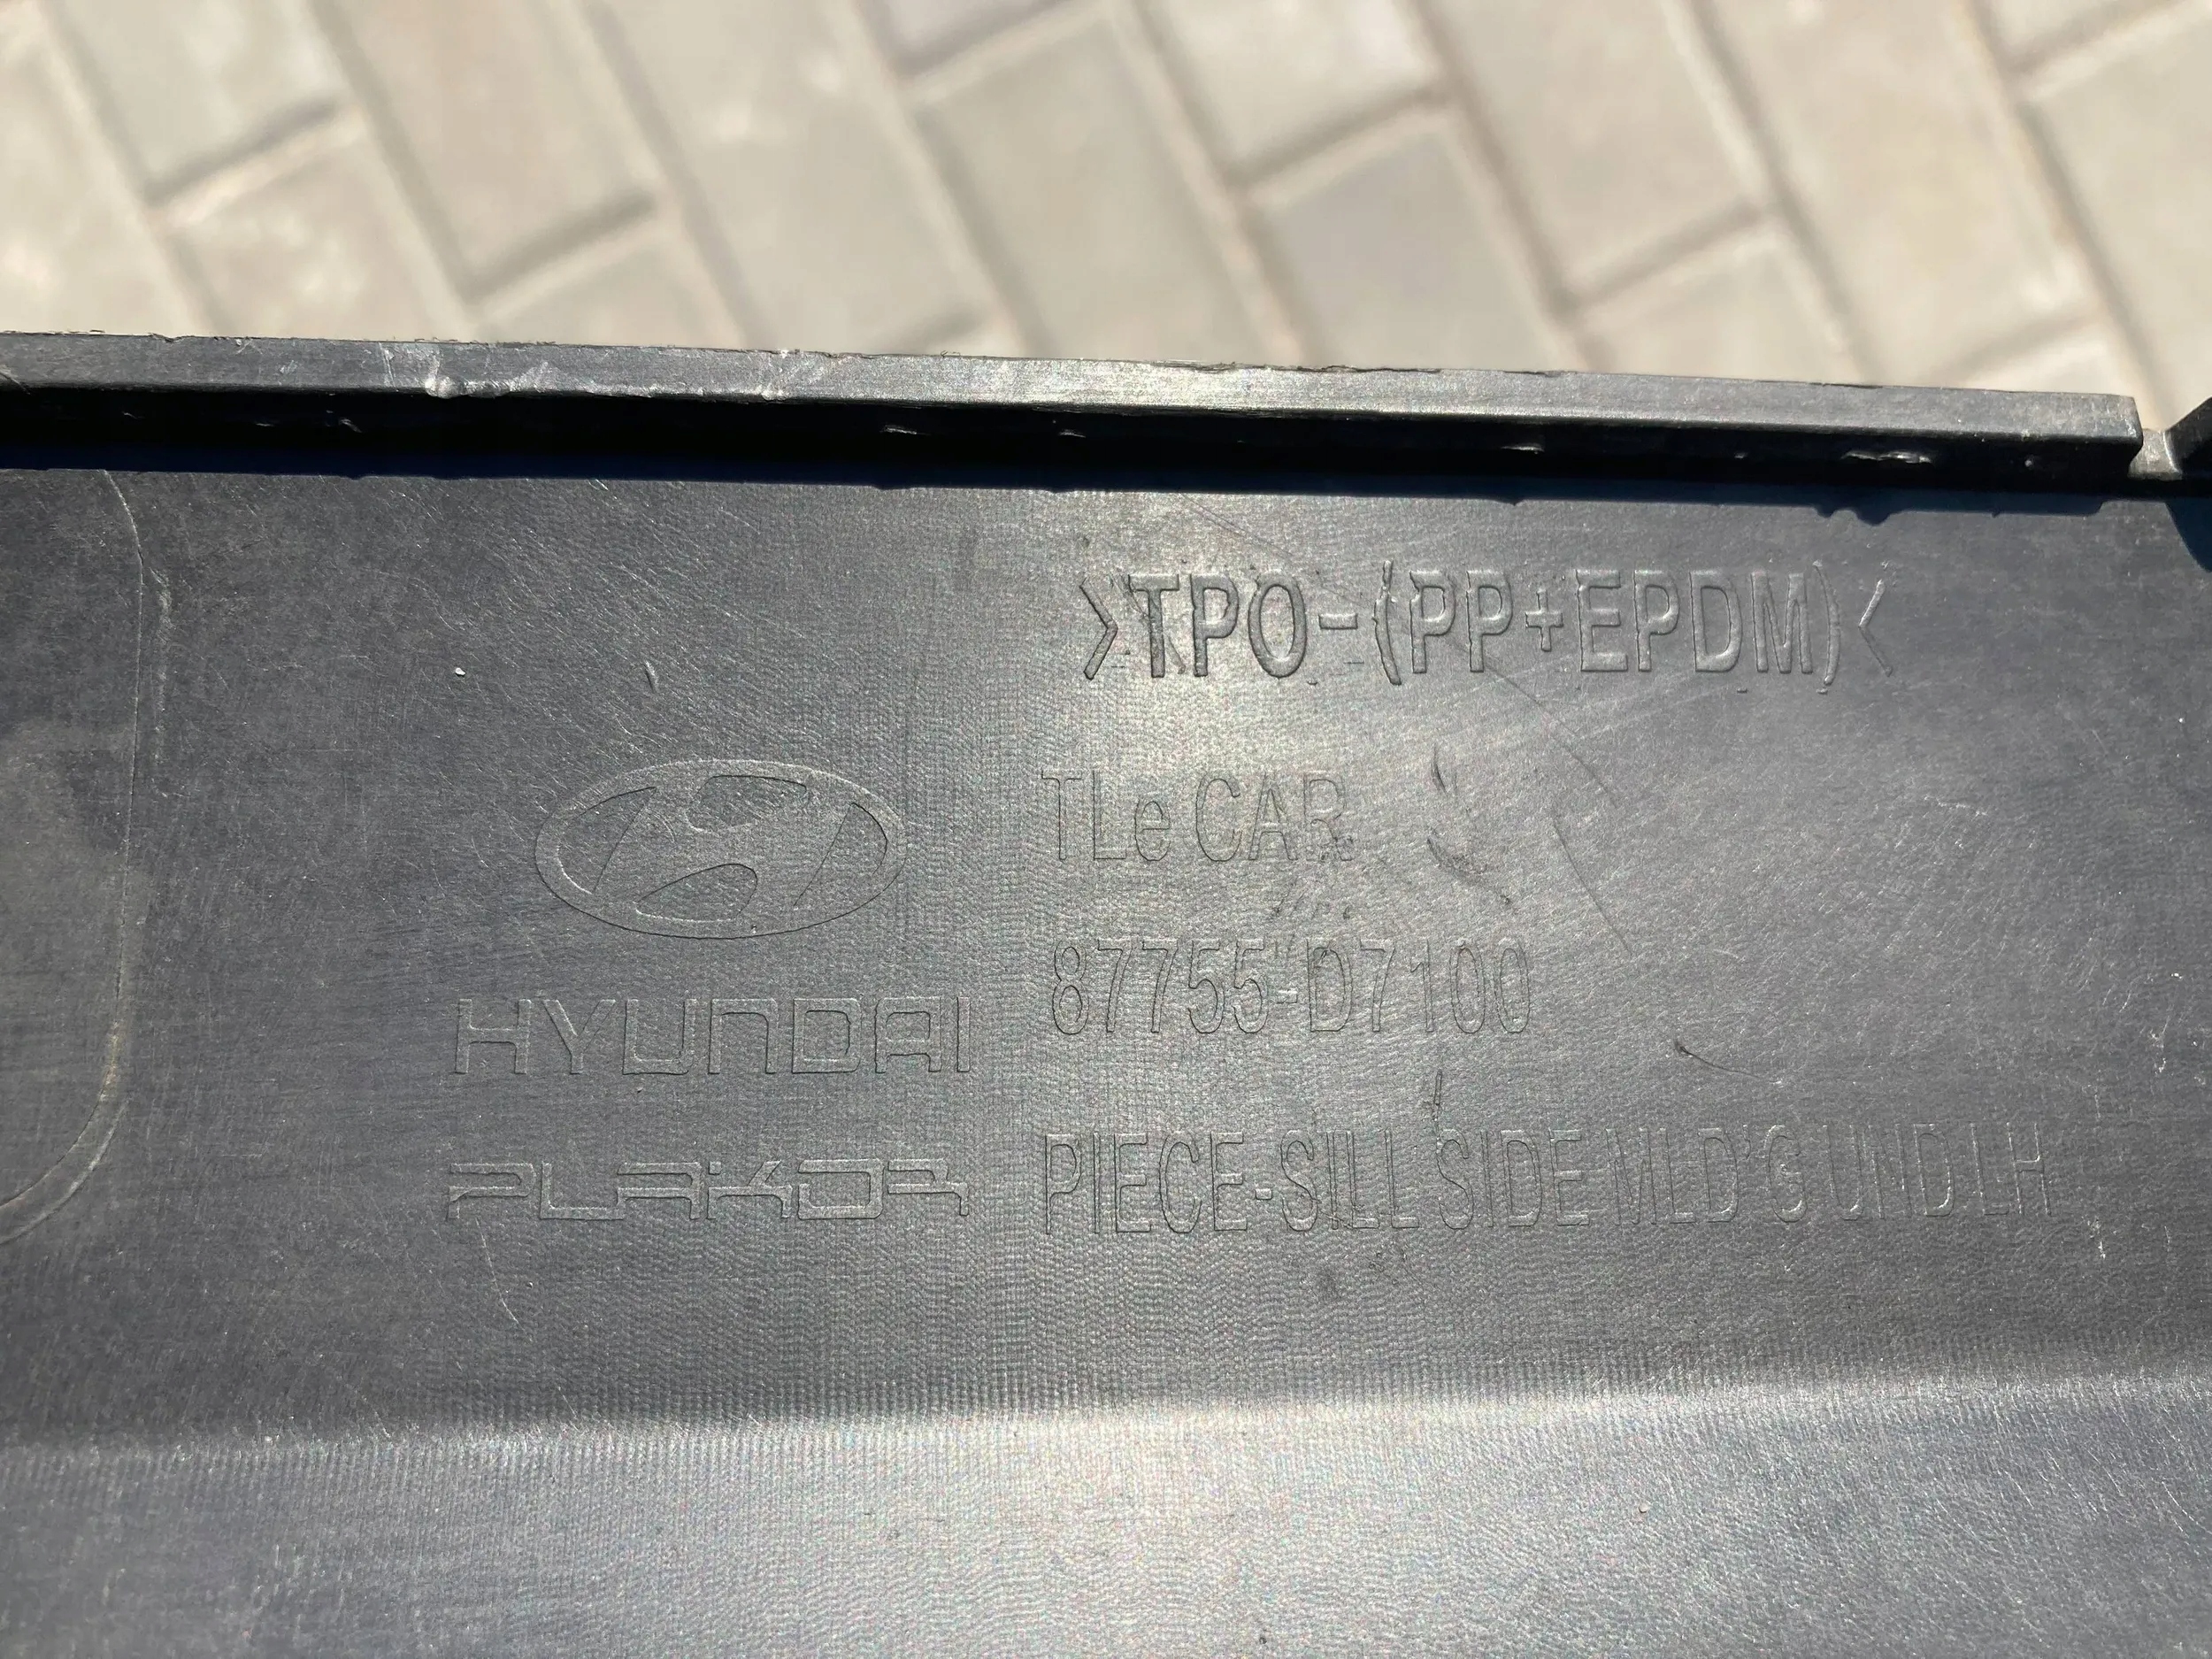 >TPO-(PP+EPDM)<
TLe CAR
87755-D7100
HYUNDAI
PLAKOR
PIECE-SILL SIDE MLD'G UND LH